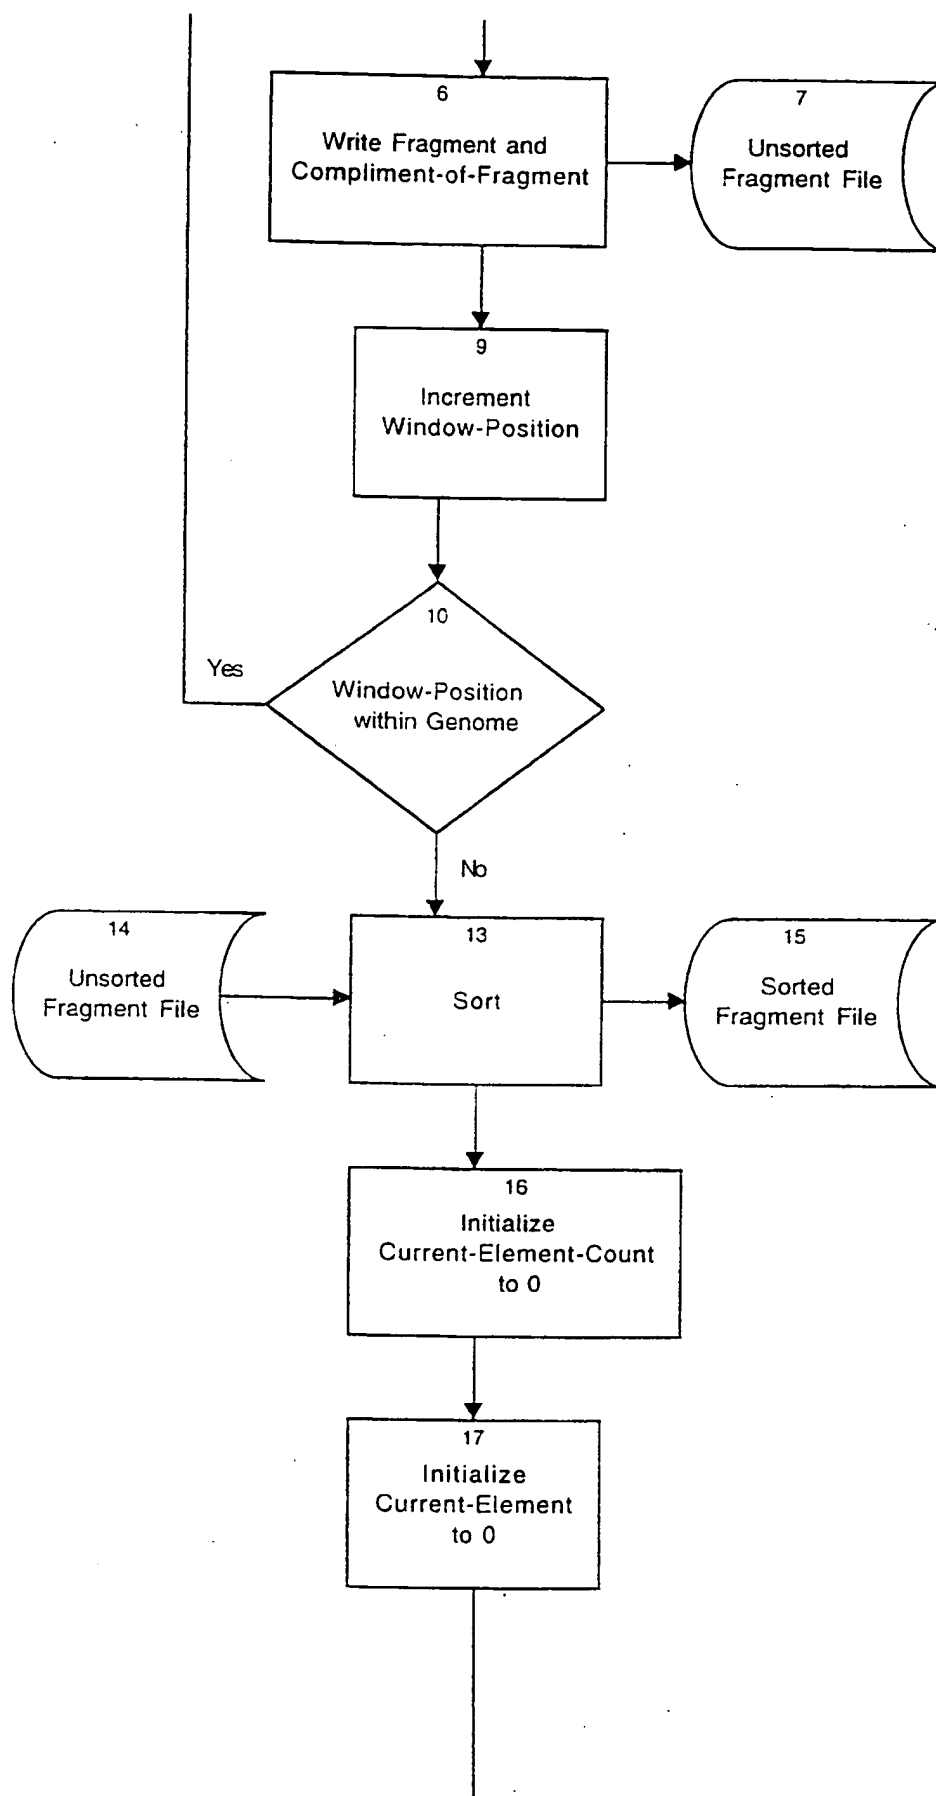 6
Write Fragment and
Compliment-of-Fragment
7
Unsorted
Fragment File
9
Increment
Window-Position
10
Window-Position
within Genome
Yes
No
14
Unsorted
Fragment File
13
Sort
15
Sorted
Fragment File
16
Initialize
Current-Element-Count
to 0
17
Initialize
Current-Element
to 0